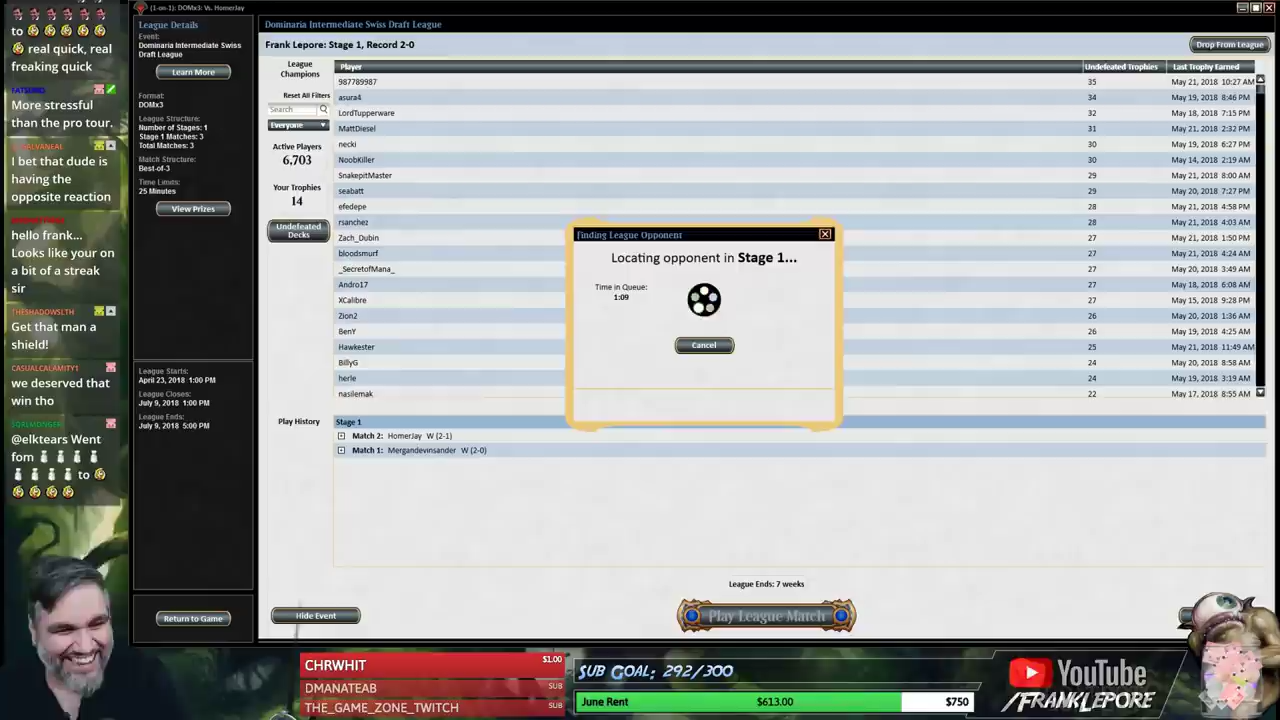 (1-on-1): DOMx3: Vs. HomerJay
to
real quick, real
freaking quick
More stressful
than the pro tour.
I bet that dude is
having the
opposite reaction
hello frank...
Looks like your on
a bit of a streak
sir
THESHADOWSLTH
Get that man a
shield!
CASUALCALAMITY1
we deserved that
win tho
@elktears Went
fom
to
League Details
Event:
Dominaria Intermediate Swiss
Draft League
Learn More
Format:
DOMx3
League Structure:
Number of Stages: 1
Stage 1 Matches: 3
Total Matches: 3
Match Structure:
Best-of-3
Time Limits:
25 Minutes
View Prizes
League Starts:
April 23, 2018 1:00 PM
League Closes:
July 9, 2018 1:00 PM
League Ends:
July 9, 2018 5:00 PM
Return to Game
Dominaria Intermediate Swiss Draft League
Frank Lepore: Stage 1, Record 2-0
Drop From League
League
Champions
Reset All Filters
Search
Everyone
Active Players
6,703
Your Trophies
14
Undefeated
Decks
Player Undefeated Trophies Last Trophy Earned
987789987 35 May 21, 2018 10:27 AM
asura4 34 May 19, 2018 8:46 PM
LordTupperware 32 May 18, 2018 7:15 PM
MattDiesel 31 May 21, 2018 2:32 PM
necki 30 May 19, 2018 6:27 PM
NoobKiller 30 May 14, 2018 2:19 AM
SnakepitMaster 29 May 21, 2018 8:00 AM
seabatt 29 May 20, 2018 7:27 PM
efedepe 28 May 21, 2018 4:58 PM
rsanchez 28 May 21, 2018 4:03 AM
Zach_Dubin 27 May 21, 2018 1:50 PM
bloodsmurf 27 May 21, 2018 4:24 AM
_SecretofMana_ 27 May 20, 2018 3:49 AM
Andro17 27 May 18, 2018 6:08 AM
XCalibre 27 May 15, 2018 9:28 PM
Zion2 26 May 20, 2018 1:36 AM
BenY 26 May 19, 2018 4:25 AM
Hawkester 25 May 21, 2018 11:49 AM
BillyG 24 May 20, 2018 8:58 AM
herle 24 May 19, 2018 3:19 AM
nasilemak 22 May 17, 2018 8:55 AM
Finding League Opponent
Locating opponent in Stage 1...
Time in Queue:
1:09
Cancel
Play History
Stage 1
Match 2: HomerJay W (2-1)
Match 1: Mergandevinsander W (2-0)
League Ends: 7 weeks
Hide Event
Play League Match
CHRWHIT $1.00
DMANATEAB SUB
THE_GAME_ZONE_TWITCH SUB
SUB GOAL: 292/300
June Rent $613.00 $750
YouTube
/FRANKLEPORE